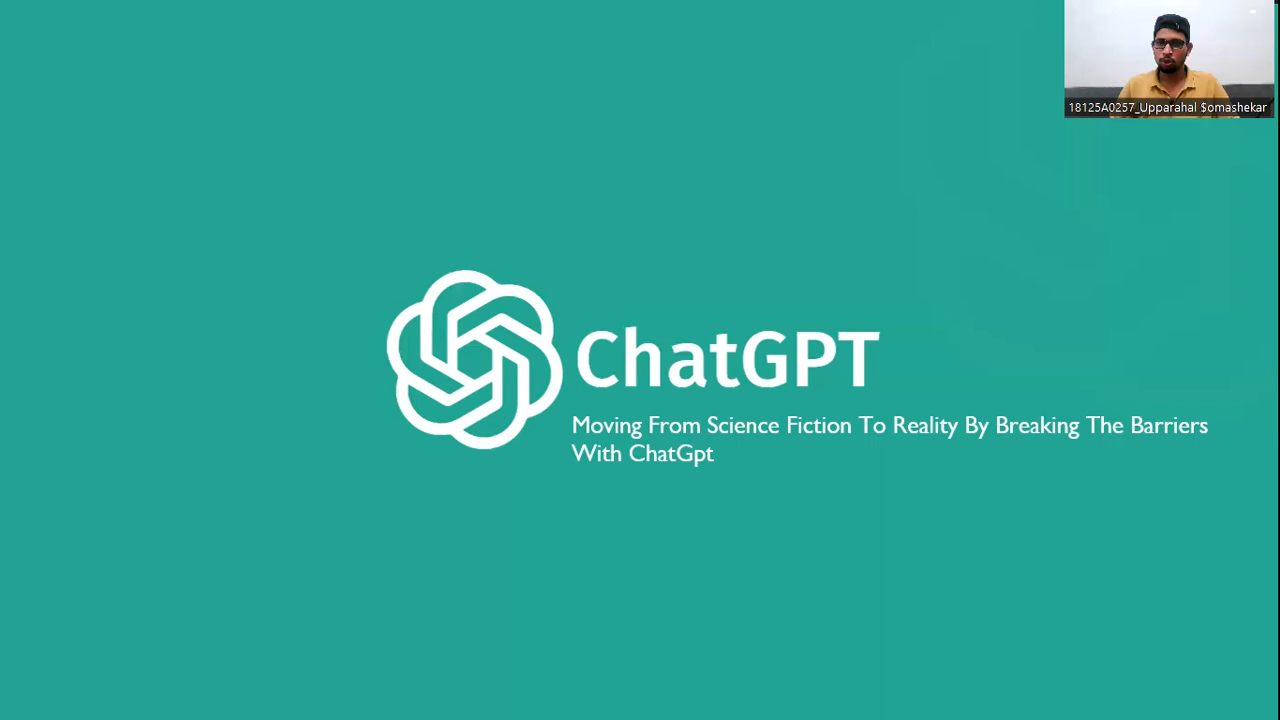 18125A0257_Upparahal Somashekar
ChatGPT
Moving From Science Fiction To Reality By Breaking The Barriers
With ChatGpt